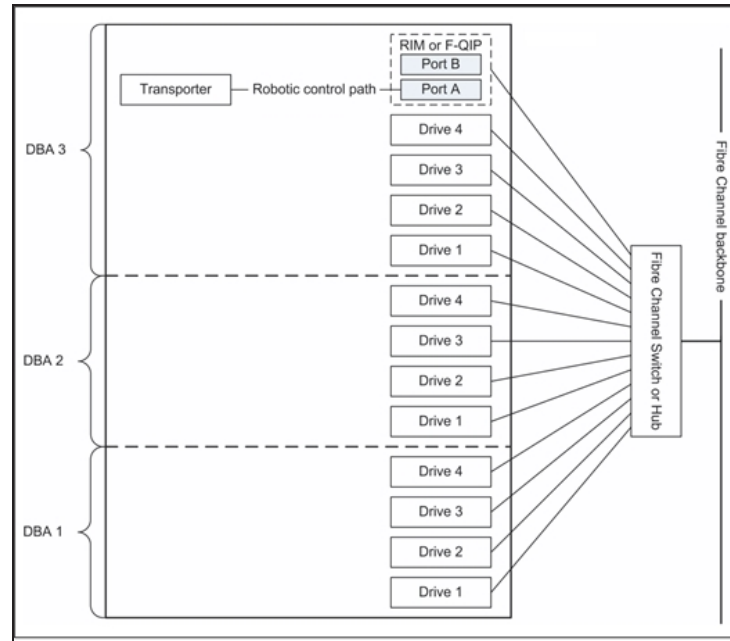 RIM or F-QIP
Port B
Transporter
Robotic control path
Port A
DBA 3
Drive 4
Drive 3
Drive 2
Drive 1
DBA 2
Drive 4
Drive 3
Drive 2
Drive 1
DBA 1
Drive 4
Drive 3
Drive 2
Drive 1
Fibre Channel Switch or Hub
Fibre Channel backbone